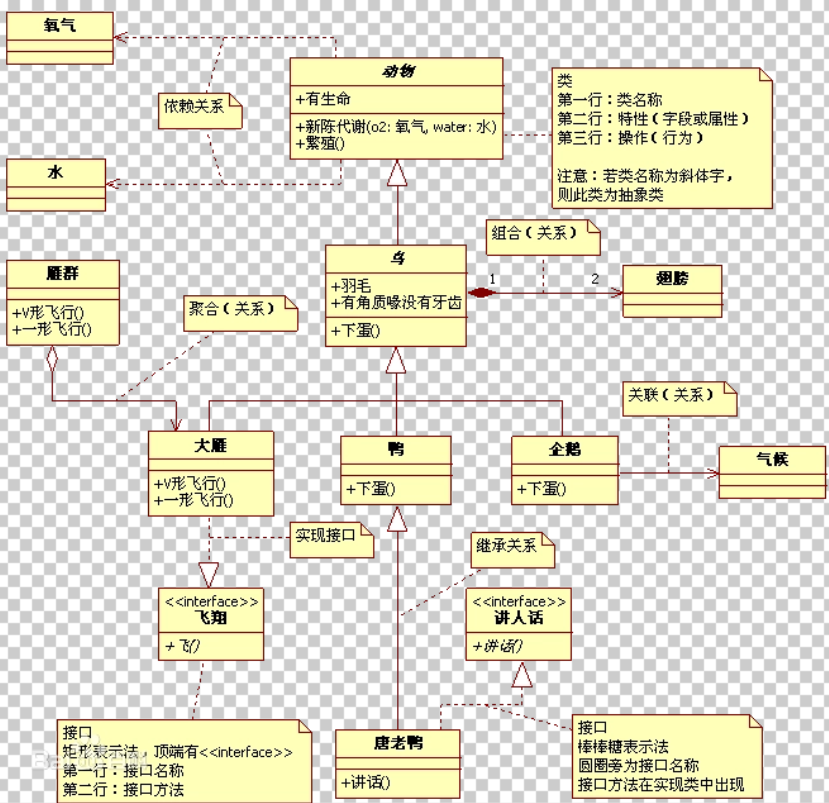 氧气
动物
+有生命
+新陈代谢(o2: 氧气, water: 水)
+繁殖()
类
第一行：类名称
第二行：特性（字段或属性）
第三行：操作（行为）
注意：若类名称为斜体字，
则此类为抽象类
依赖关系
水
组合（关系）
鸟
+羽毛
+有角质喙没有牙齿
+下蛋()
1
2
翅膀
雁群
+V形飞行()
+一形飞行()
聚合（关系）
关联（关系）
大雁
+V形飞行()
+一形飞行()
鸭
+下蛋()
企鹅
+下蛋()
气候
实现接口
继承关系
<<interface>>
飞翔
+飞()
<<interface>>
讲人话
+讲话()
接口
矩形表示法，顶端有<<interface>>
第一行：接口名称
第二行：接口方法
唐老鸭
+讲话()
接口
棒棒糖表示法
圆圈旁为接口名称
接口方法在实现类中出现